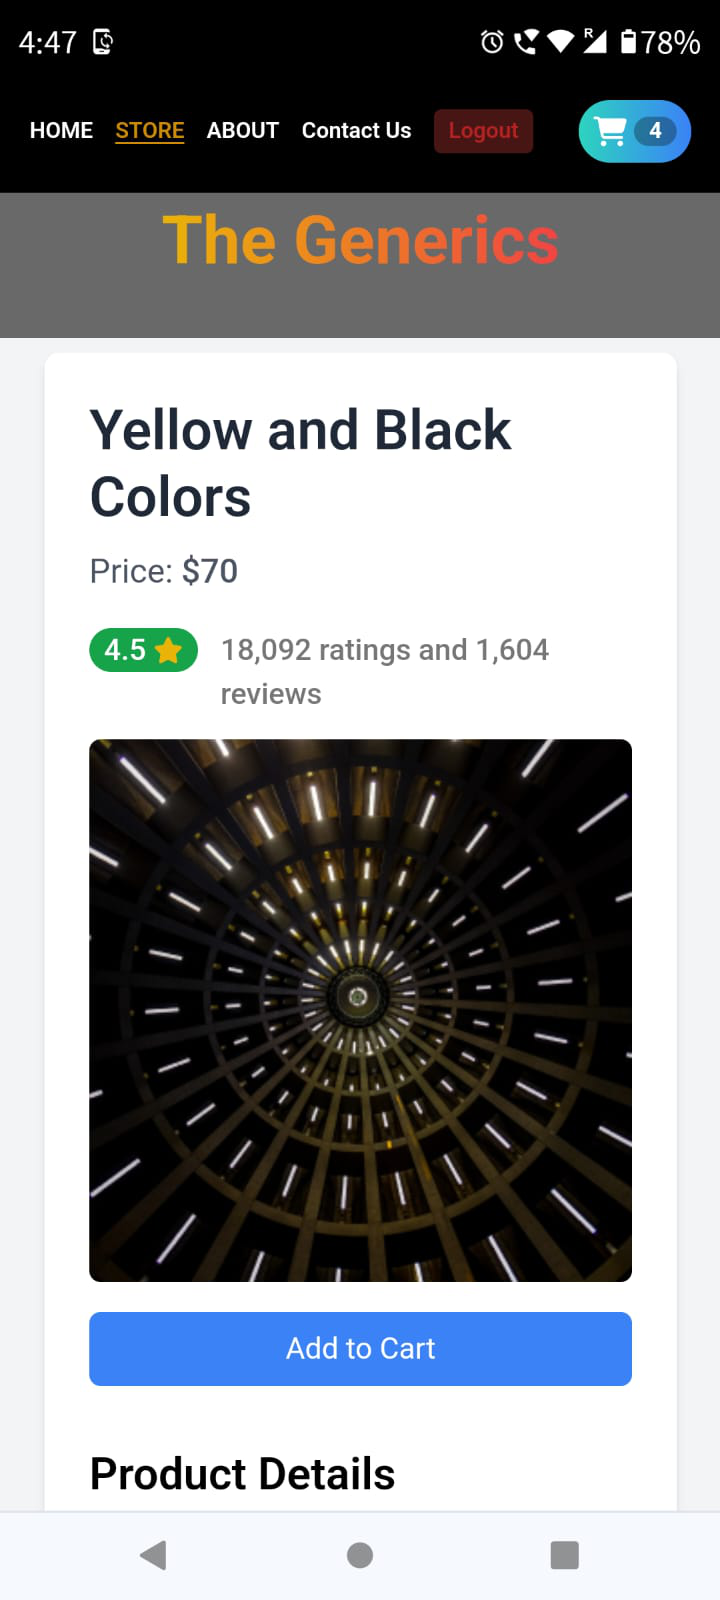 4:47 R 78%
HOME STORE ABOUT Contact Us Logout 4
The Generics
Yellow and Black
Colors
Price: $70
4.5 18,092 ratings and 1,604
reviews
Add to Cart
Product Details